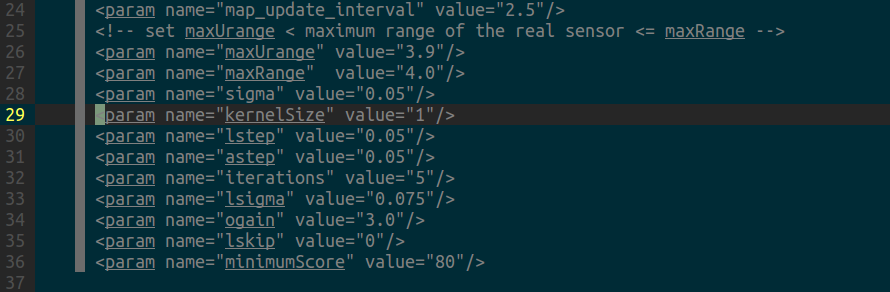 24 <param name="map_update_interval" value="2.5"/>
25 <!-- set maxUrange < maximum range of the real sensor <= maxRange -->
26 <param name="maxUrange" value="3.9"/>
27 <param name="maxRange"  value="4.0"/>
28 <param name="sigma" value="0.05"/>
29 <param name="kernelSize" value="1"/>
30 <param name="lstep" value="0.05"/>
31 <param name="astep" value="0.05"/>
32 <param name="iterations" value="5"/>
33 <param name="lsigma" value="0.075"/>
34 <param name="ogain" value="3.0"/>
35 <param name="lskip" value="0"/>
36 <param name="minimumScore" value="80"/>
37